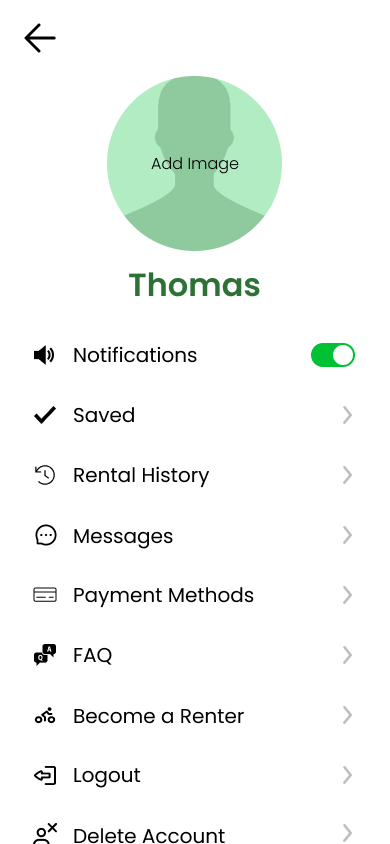 Add Image
Thomas
Notifications
Saved
Rental History
Messages
Payment Methods
A
Q
FAQ
Become a Renter
Logout
Delete Account